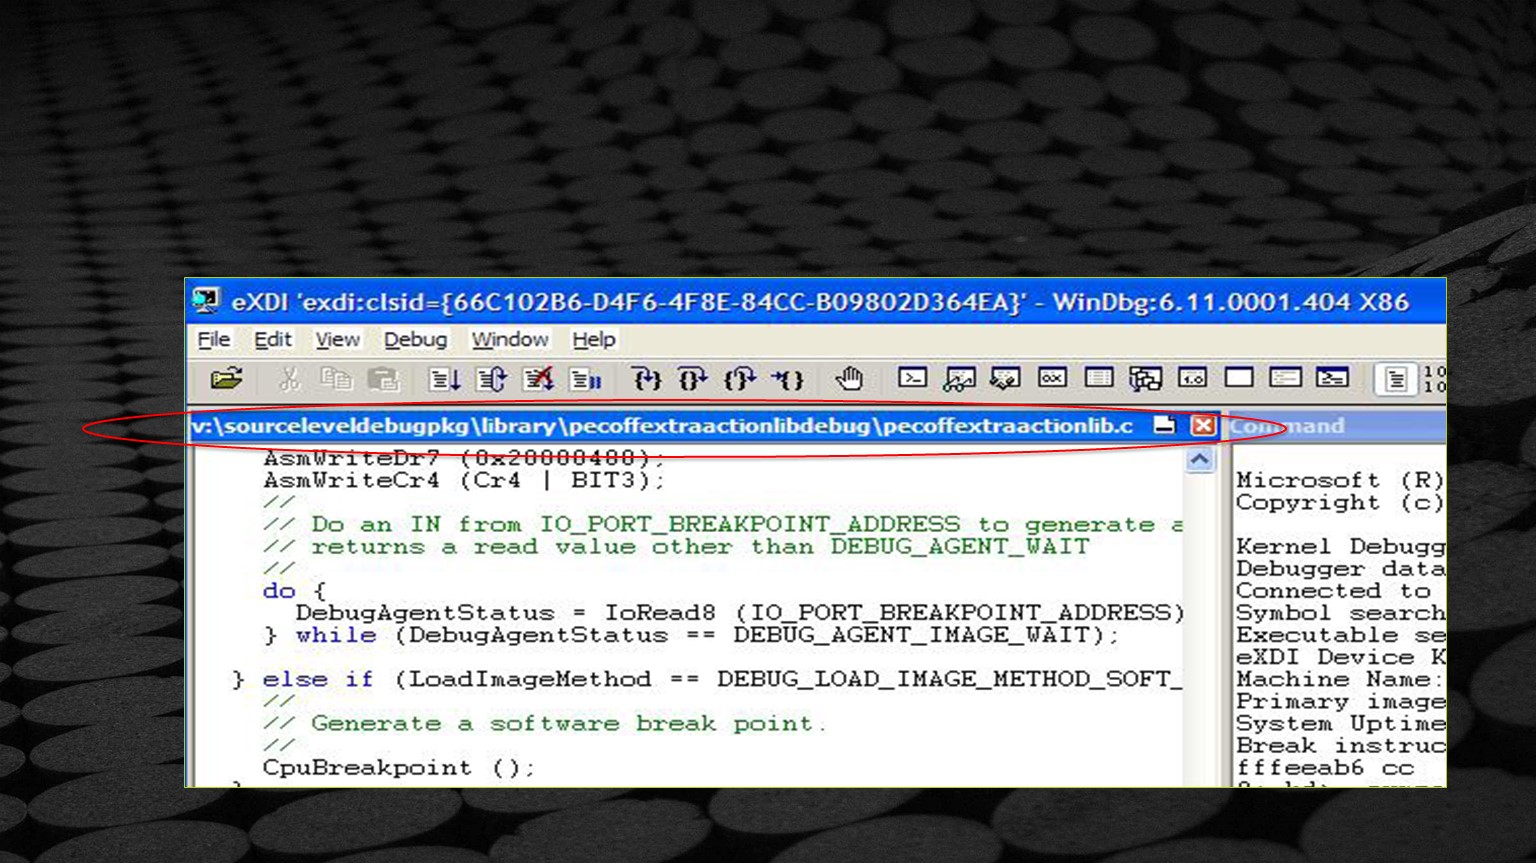 eXDI 'exdi:clsid={66C102B6-D4F6-4F8E-84CC-B09802D364EA}' - WinDbg:6.11.0001.404 X86
File Edit View Debug Window Help
v:\sourceleveldebugpkg\library\pecoffextraactionlibdebug\pecoffextraactionlib.c
Command
AsmWriteDr7 (0x20000480);
AsmWriteCr4 (Cr4 | BIT3);
//
// Do an IN from IO_PORT_BREAKPOINT_ADDRESS to generate a
// returns a read value other than DEBUG_AGENT_WAIT
//
do {
DebugAgentStatus = IoRead8 (IO_PORT_BREAKPOINT_ADDRESS)
} while (DebugAgentStatus == DEBUG_AGENT_IMAGE_WAIT);
} else if (LoadImageMethod == DEBUG_LOAD_IMAGE_METHOD_SOFT_
//
// Generate a software break point.
//
CpuBreakpoint ();
Microsoft (R)
Copyright (c)
Kernel Debugg
Debugger data
Connected to
Symbol search
Executable se
eXDI Device K
Machine Name:
Primary image
System Uptime
Break instruc
fffeeab6 cc